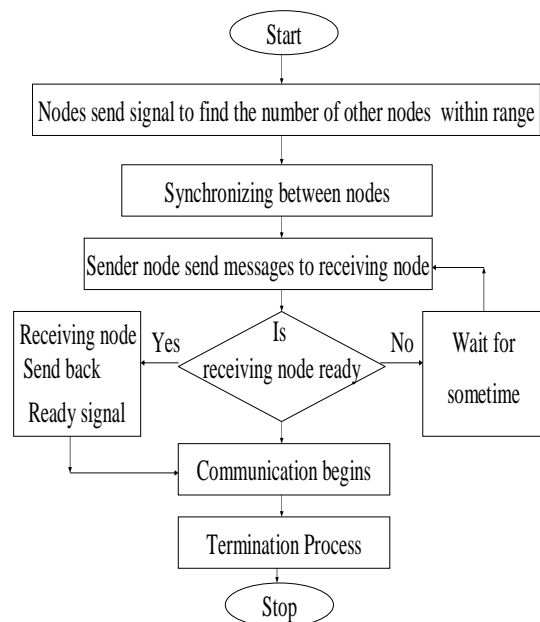 Start
Nodes send signal to find the number of other nodes within range
Synchronizing between nodes
Sender node send messages to receiving node
Is
receiving node ready
Yes
No
Receiving node
Send back
Ready signal
Wait for
sometime
Communication begins
Termination Process
Stop